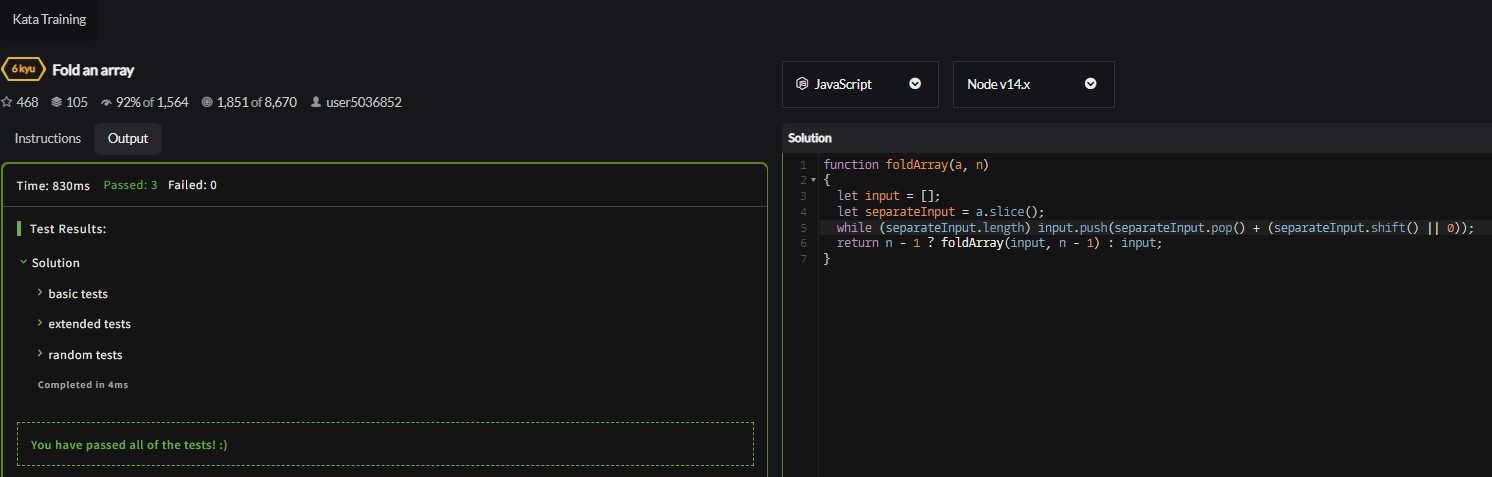 Kata Training
6 kyu Fold an array
468 105 92% of 1,564 1,851 of 8,670 user5036852
Instructions Output
Time: 830ms Passed: 3 Failed: 0
Test Results:
Solution
basic tests
extended tests
random tests
Completed in 4ms
You have passed all of the tests! :)
JavaScript Node v14.x
Solution
1 function foldArray(a, n)
2 {
3   let input = [];
4   let separateInput = a.slice();
5   while (separateInput.length) input.push(separateInput.pop() + (separateInput.shift() || 0));
6   return n - 1 ? foldArray(input, n - 1) : input;
7 }